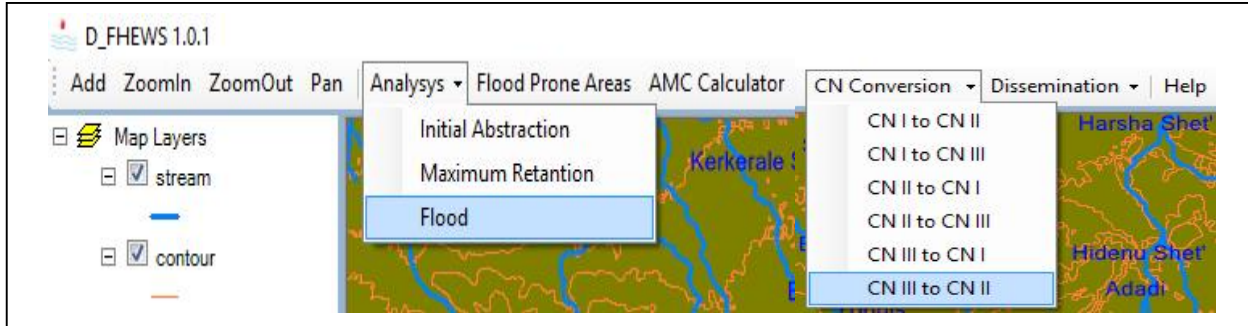 D_FHEWS 1.0.1
Add ZoomIn ZoomOut Pan Analysys Flood Prone Areas AMC Calculator CN Conversion Dissemination Help
Map Layers
stream
contour
Initial Abstraction
Maximum Retantion
Flood
Kerkerale
CN I to CN II
CN I to CN III
CN II to CN I
CN II to CN III
CN III to CN I
CN III to CN II
Harsha Shet'
Hidenu Shet'
Adadi